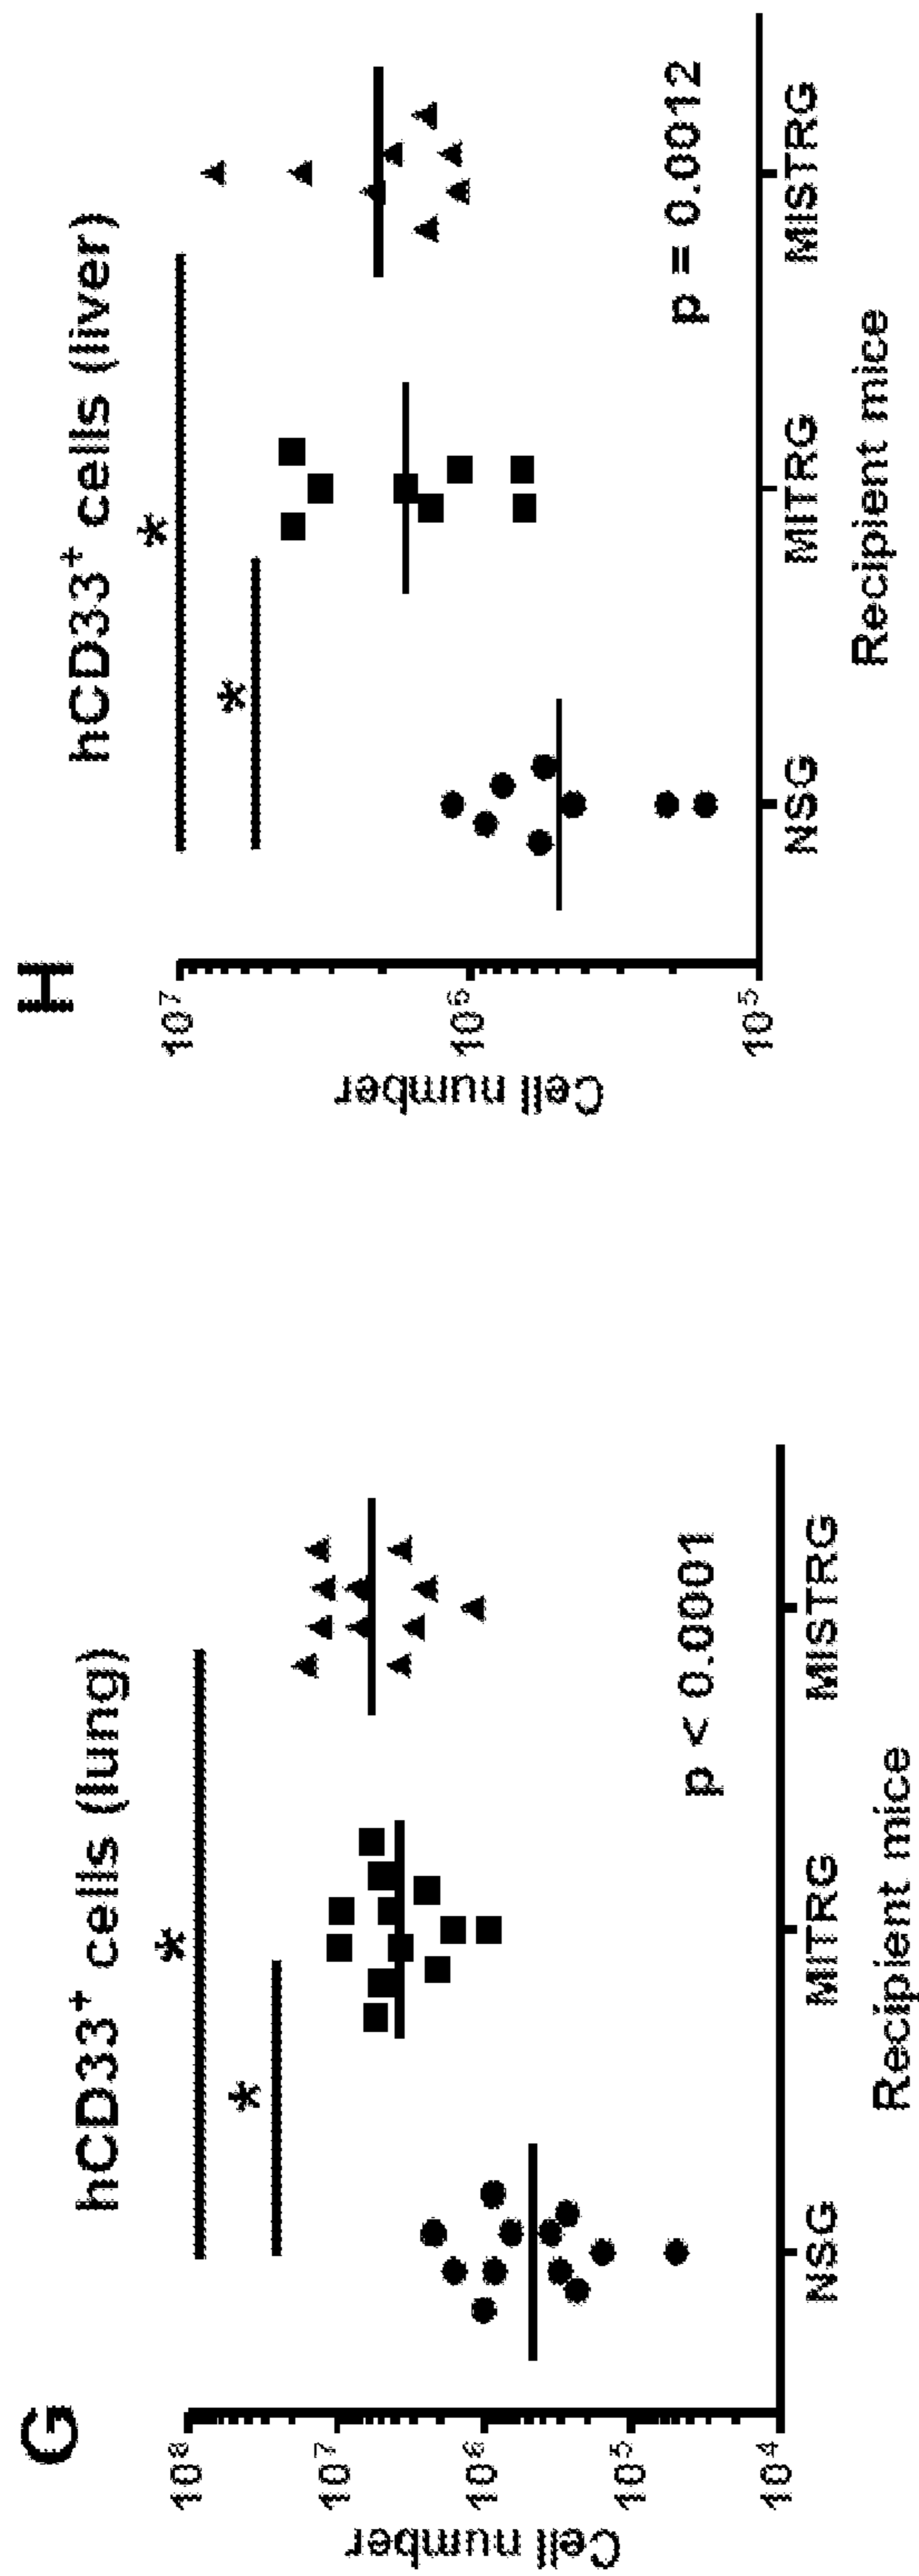 G
hCD33⁺ cells (lung)
*
*
Cell number
10⁸
10⁷
10⁶
10⁵
10⁴
p < 0.0001
NSG
MITRG
MISTRG
Recipient mice
H
hCD33⁺ cells (liver)
*
*
Cell number
10⁷
10⁶
10⁵
p = 0.0012
NSG
MITRG
MISTRG
Recipient mice